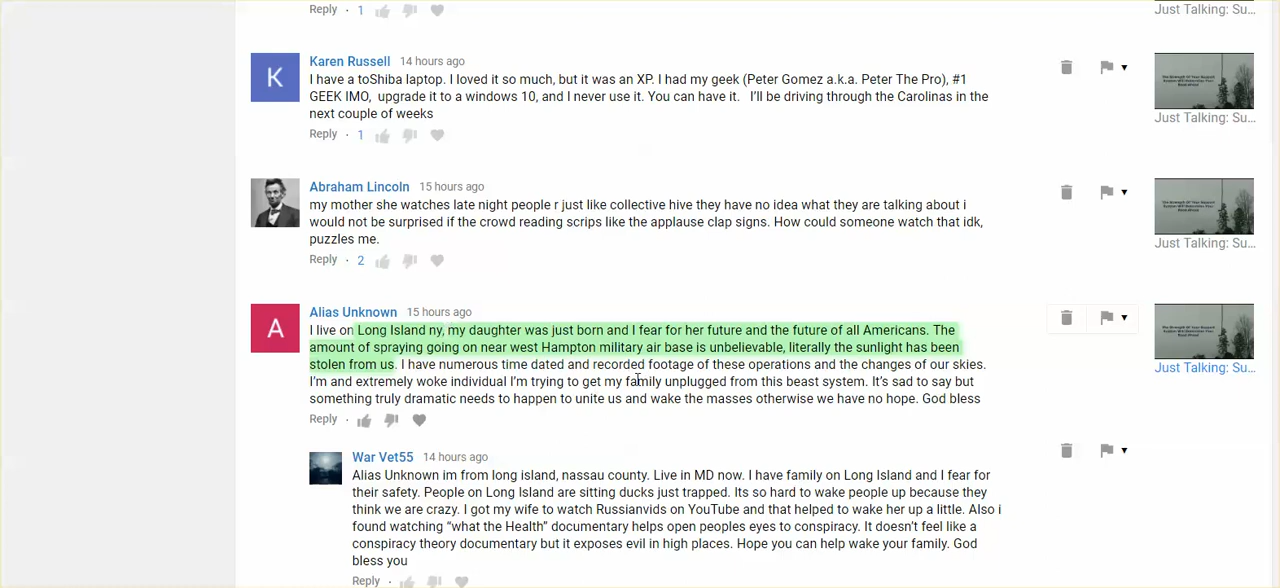 Reply · 1
Just Talking: Su...
K
Karen Russell 14 hours ago
I have a toShiba laptop. I loved it so much, but it was an XP. I had my geek (Peter Gomez a.k.a. Peter The Pro), #1
GEEK IMO, upgrade it to a windows 10, and I never use it. You can have it. I'll be driving through the Carolinas in the
next couple of weeks
Reply · 1
Just Talking: Su...
Abraham Lincoln 15 hours ago
my mother she watches late night people r just like collective hive they have no idea what they are talking about i
would not be surprised if the crowd reading scrips like the applause clap signs. How could someone watch that idk,
puzzles me.
Reply · 2
Just Talking: Su...
A
Alias Unknown 15 hours ago
I live on Long Island ny, my daughter was just born and I fear for her future and the future of all Americans. The
amount of spraying going on near west Hampton military air base is unbelievable, literally the sunlight has been
stolen from us. I have numerous time dated and recorded footage of these operations and the changes of our skies.
I'm and extremely woke individual I'm trying to get my family unplugged from this beast system. It's sad to say but
something truly dramatic needs to happen to unite us and wake the masses otherwise we have no hope. God bless
Reply ·
Just Talking: Su...
War Vet55 14 hours ago
Alias Unknown im from long island, nassau county. Live in MD now. I have family on Long Island and I fear for
their safety. People on Long Island are sitting ducks just trapped. Its so hard to wake people up because they
think we are crazy. I got my wife to watch Russianvids on YouTube and that helped to wake her up a little. Also i
found watching “what the Health” documentary helps open peoples eyes to conspiracy. It doesn't feel like a
conspiracy theory documentary but it exposes evil in high places. Hope you can help wake your family. God
bless you
Reply ·